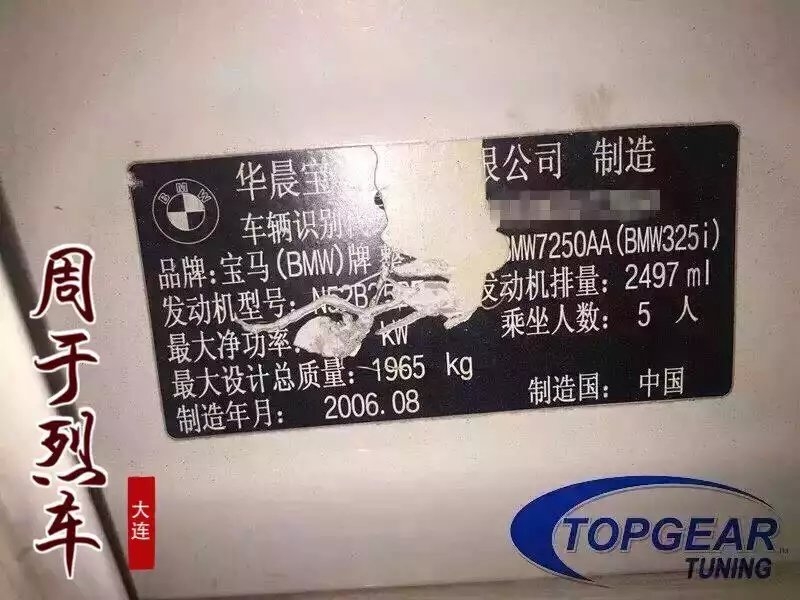 BMW
华晨宝 限公司 制造
车辆识别
BMW7250AA(BMW325i)
品牌:宝马(BMW)牌
发动机型号: N52B25 发动机排量: 2497 ml
最大净功率: kW 乘坐人数: 5 人
最大设计总质量: 1965 kg
制造年月: 2006.08 制造国: 中国
周于烈车
大连
TOPGEAR
TUNING